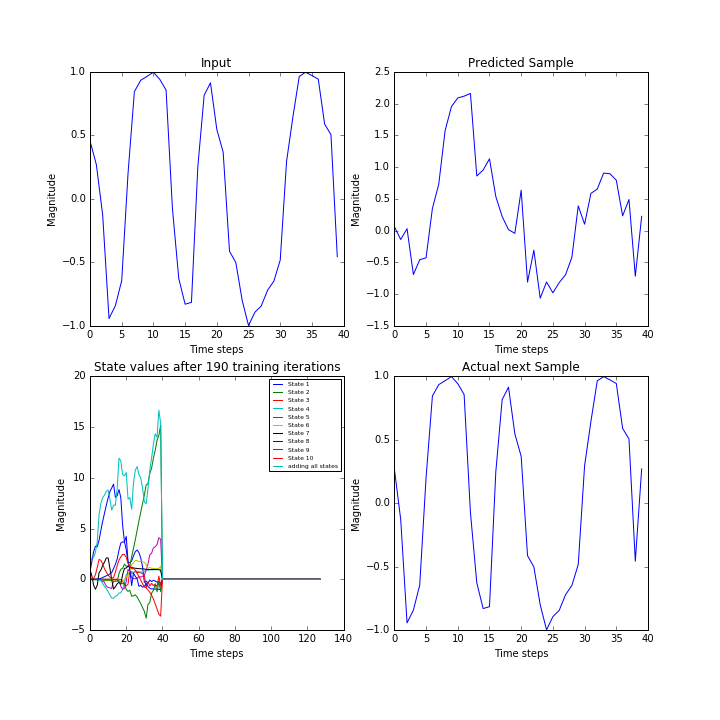 Input
1.0
0.5
0.0
−0.5
−1.0
Magnitude
0 5 10 15 20 25 30 35 40
Time steps
Predicted Sample
2.5
2.0
1.5
1.0
0.5
0.0
−0.5
−1.0
−1.5
Magnitude
0 5 10 15 20 25 30 35 40
Time steps
State values after 190 training iterations
20
15
10
5
0
−5
Magnitude
State 1
State 2
State 3
State 4
State 5
State 6
State 7
State 8
State 9
State 10
adding all states
0 20 40 60 80 100 120 140
Time steps
Actual next Sample
1.0
0.5
0.0
−0.5
−1.0
Magnitude
0 5 10 15 20 25 30 35 40
Time steps